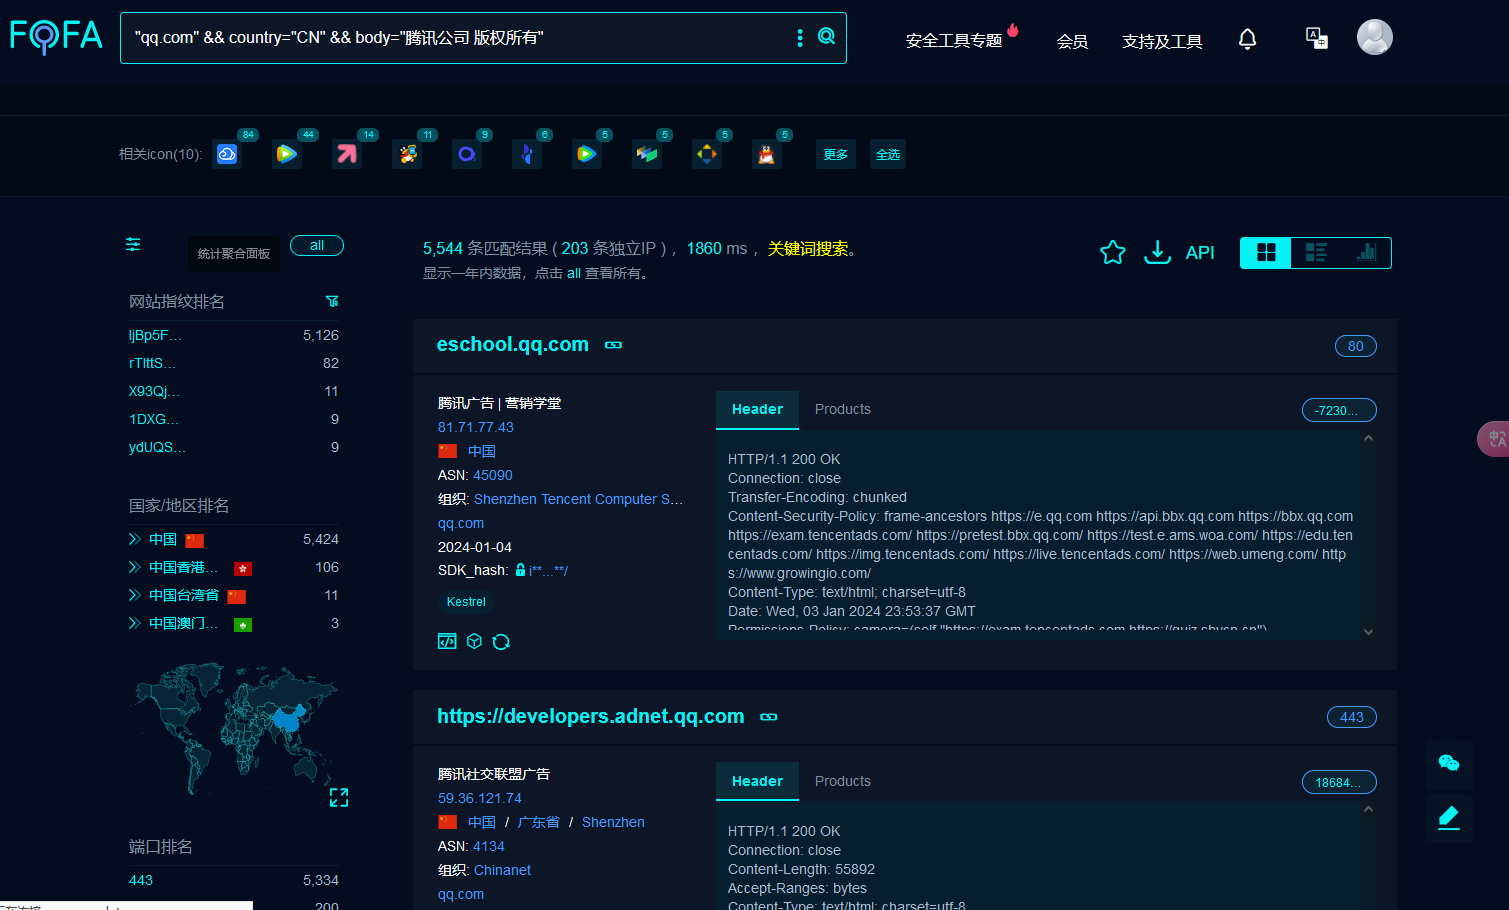 FOFA
"qq.com" && country="CN" && body="腾讯公司 版权所有"
安全工具专题
会员
支持及工具
相关icon(10):
84
44
14
11
9
6
5
5
5
5
更多
全选
统计聚合面板
all
5,544 条匹配结果 ( 203 条独立IP ) ，1860 ms ，关键词搜索。
显示一年内数据，点击 all 查看所有。
API
网站指纹排名
ljBp5F... 5,126
rTlttS... 82
X93Qj... 11
1DXG... 9
ydUQS... 9
国家/地区排名
中国 5,424
中国香港... 106
中国台湾省 11
中国澳门... 3
端口排名
443 5,334
200
eschool.qq.com
80
腾讯广告 | 营销学堂
81.71.77.43
中国
ASN: 45090
组织: Shenzhen Tencent Computer S...
qq.com
2024-01-04
SDK_hash: i**...**/
Kestrel
Header
Products
-7230...
HTTP/1.1 200 OK
Connection: close
Transfer-Encoding: chunked
Content-Security-Policy: frame-ancestors https://e.qq.com https://api.bbx.qq.com https://bbx.qq.com
https://exam.tencentads.com/ https://pretest.bbx.qq.com/ https://test.e.ams.woa.com/ https://edu.ten
centads.com/ https://img.tencentads.com/ https://live.tencentads.com/ https://web.umeng.com/ http
s://www.growingio.com/
Content-Type: text/html; charset=utf-8
Date: Wed, 03 Jan 2024 23:53:37 GMT
Permissions-Policy: camera=(self "https://exam.tencentads.com https://quiz.shycn.cn")
https://developers.adnet.qq.com
443
腾讯社交联盟广告
59.36.121.74
中国 / 广东省 / Shenzhen
ASN: 4134
组织: Chinanet
qq.com
Header
Products
18684...
HTTP/1.1 200 OK
Connection: close
Content-Length: 55892
Accept-Ranges: bytes
Content-Type: text/html; charset=utf-8